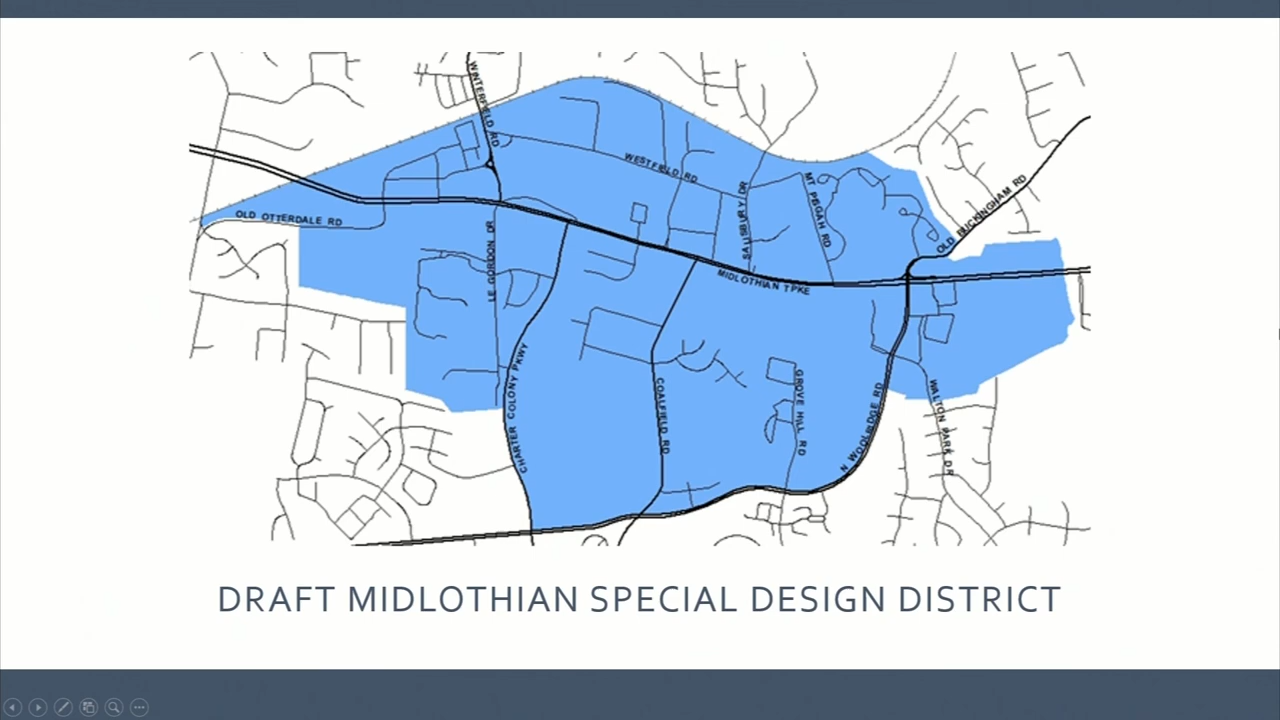 WINTERFIELD RD
WESTFIELD RD
OLD OTTERDALE RD
LE GORDON DR
SALISBURY DR
MT PISGAH RD
OLD BUCKINGHAM RD
MIDLOTHIAN TPKE
CHARTER COLONY PKWY
COALFIELD RD
GROVE HILL RD
N WOOLRIDGE RD
WALTON PARK DR
DRAFT MIDLOTHIAN SPECIAL DESIGN DISTRICT